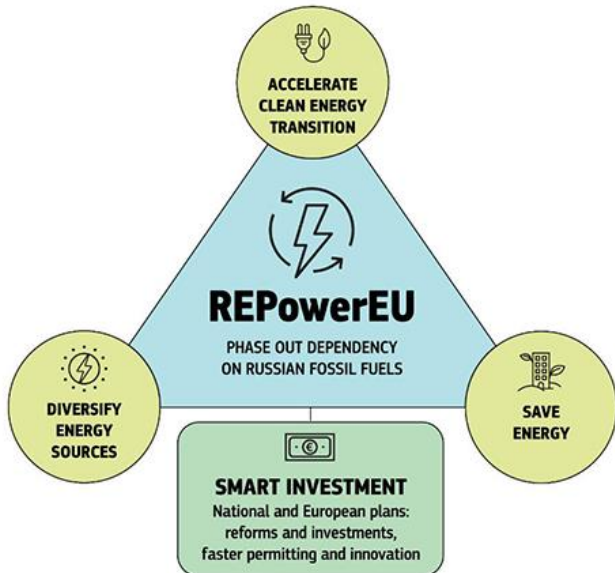 ACCELERATE
CLEAN ENERGY
TRANSITION
REPowerEU
PHASE OUT DEPENDENCY
ON RUSSIAN FOSSIL FUELS
DIVERSIFY
ENERGY
SOURCES
SAVE
ENERGY
€
SMART INVESTMENT
National and European plans:
reforms and investments,
faster permitting and innovation